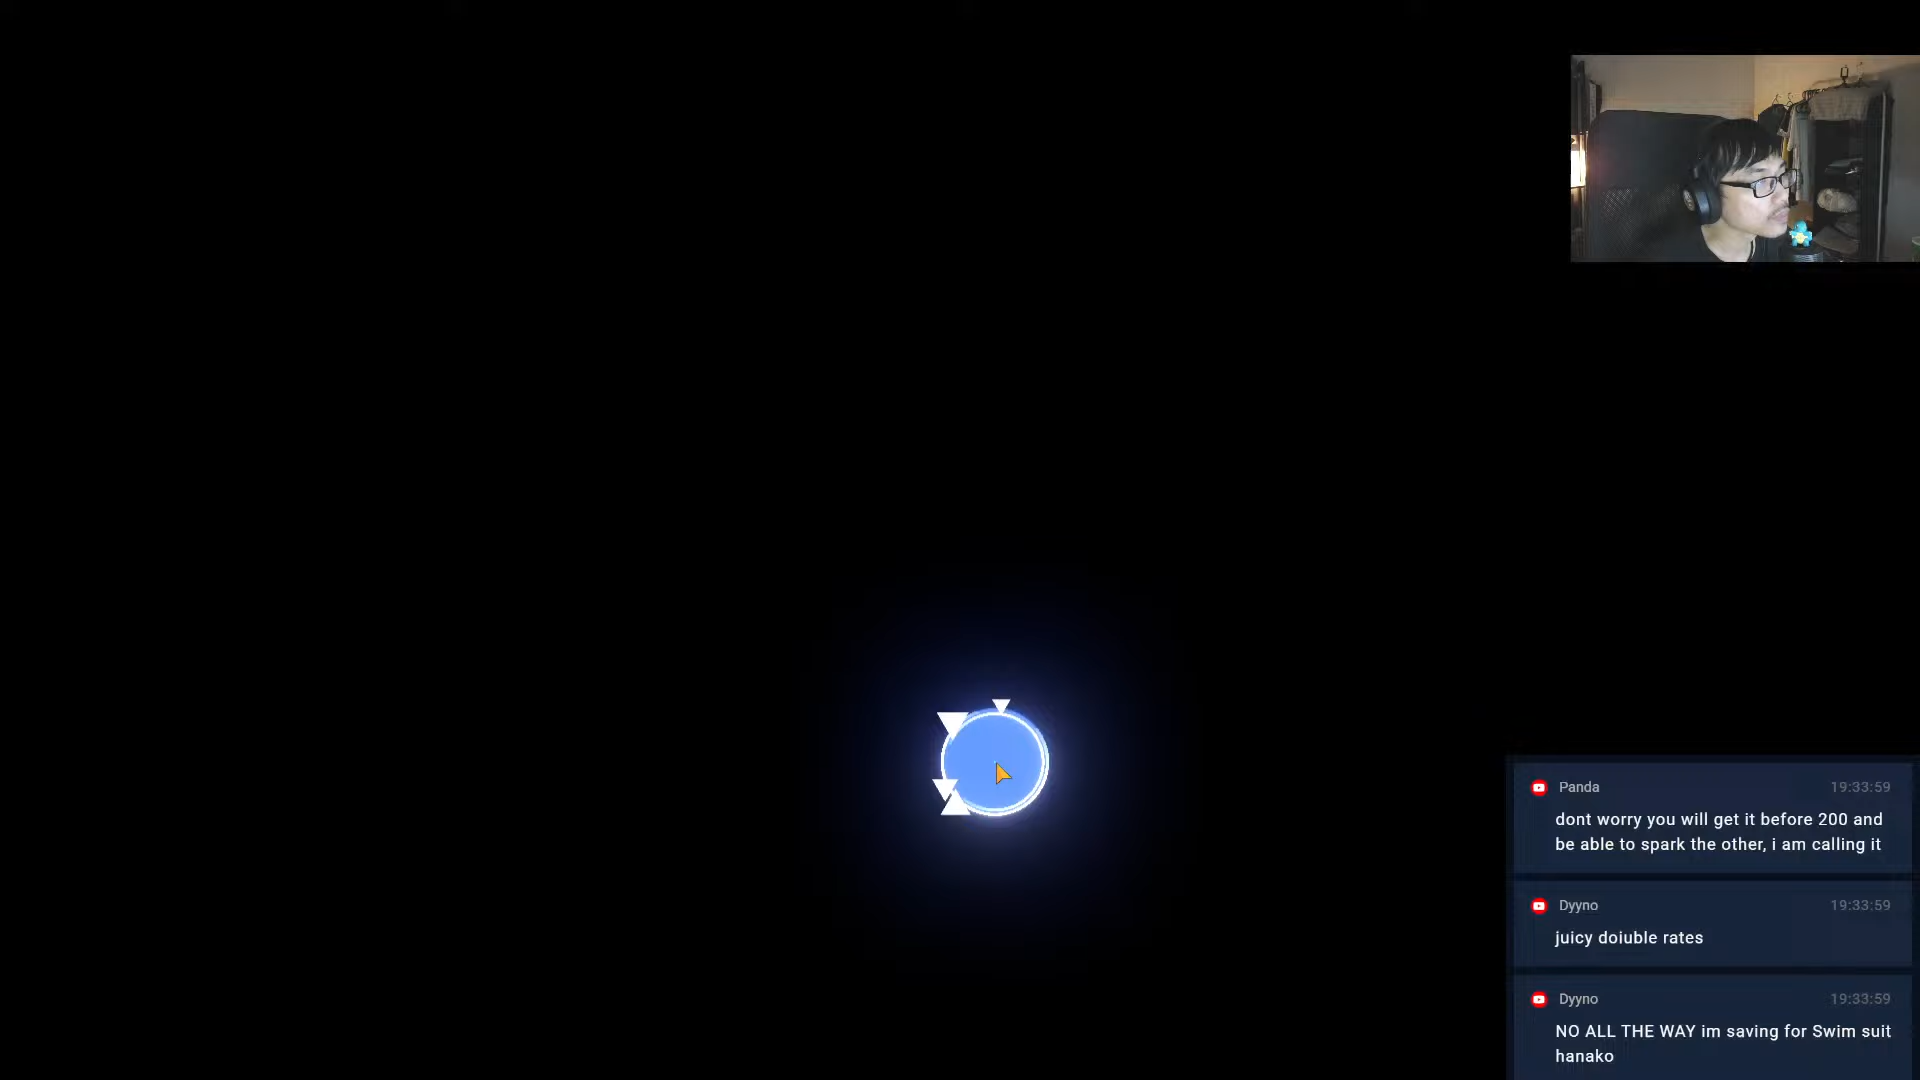 Panda 19:33:59
dont worry you will get it before 200 and
be able to spark the other, i am calling it
Dyyno 19:33:59
juicy doiuble rates
Dyyno 19:33:59
NO ALL THE WAY im saving for Swim suit
hanako